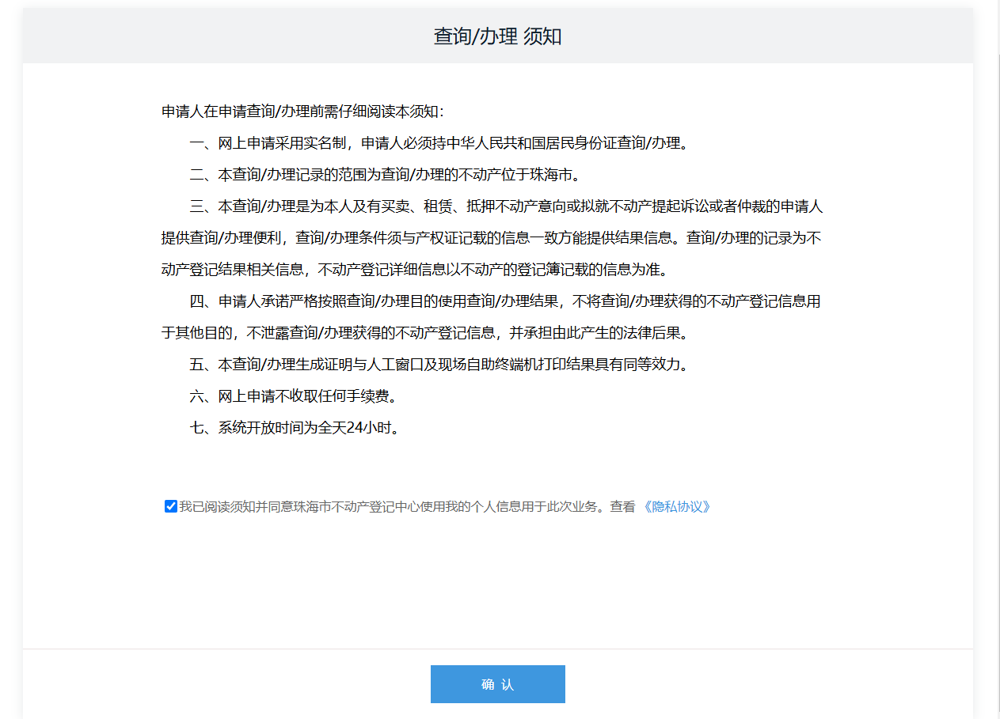 查询/办理 须知
申请人在申请查询/办理前需仔细阅读本须知：
一、网上申请采用实名制，申请人必须持中华人民共和国居民身份证查询/办理。
二、本查询/办理记录的范围为查询/办理的不动产位于珠海市。
三、本查询/办理是为本人及有买卖、租赁、抵押不动产意向或拟就不动产提起诉讼或者仲裁的申请人
提供查询/办理便利，查询/办理条件须与产权证记载的信息一致方能提供结果信息。查询/办理的记录为不
动产登记结果相关信息，不动产登记详细信息以不动产的登记簿记载的信息为准。
四、申请人承诺严格按照查询/办理目的使用查询/办理结果，不将查询/办理获得的不动产登记信息用
于其他目的，不泄露查询/办理获得的不动产登记信息，并承担由此产生的法律后果。
五、本查询/办理生成证明与人工窗口及现场自助终端机打印结果具有同等效力。
六、网上申请不收取任何手续费。
七、系统开放时间为全天24小时。
我已阅读须知并同意珠海市不动产登记中心使用我的个人信息用于此次业务。查看 《隐私协议》
确 认